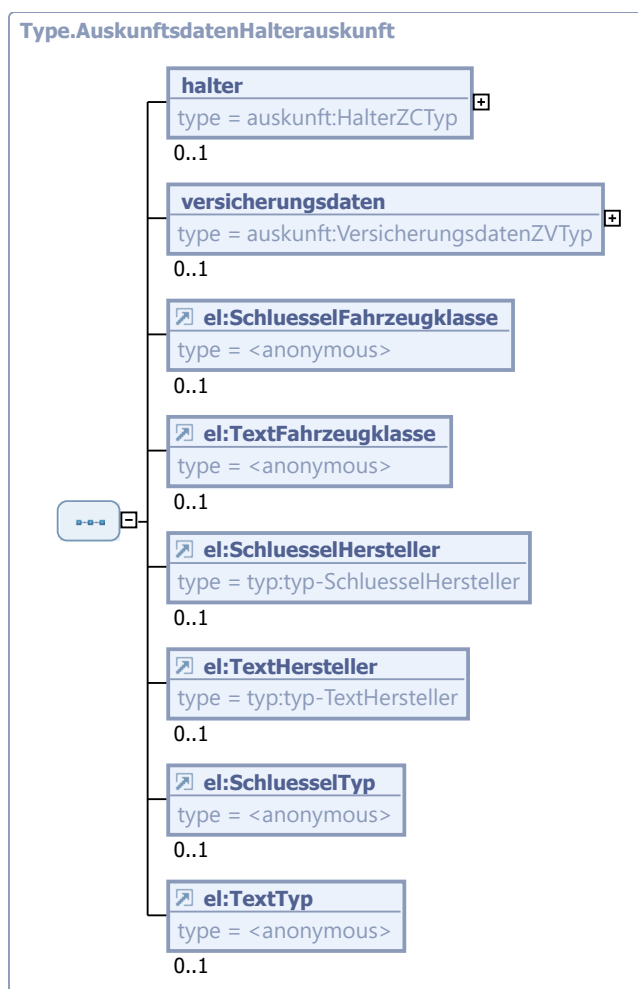 Type.AuskunftsdatenHalterauskunft
halter
type = auskunft:HalterZCTyp
0..1
versicherungsdaten
type = auskunft:VersicherungsdatenZVTyp
0..1
el:SchluesselFahrzeugklasse
type = <anonymous>
0..1
el:TextFahrzeugklasse
type = <anonymous>
0..1
el:SchluesselHersteller
type = typ:typ-SchluesselHersteller
0..1
el:TextHersteller
type = typ:typ-TextHersteller
0..1
el:SchluesselTyp
type = <anonymous>
0..1
el:TextTyp
type = <anonymous>
0..1